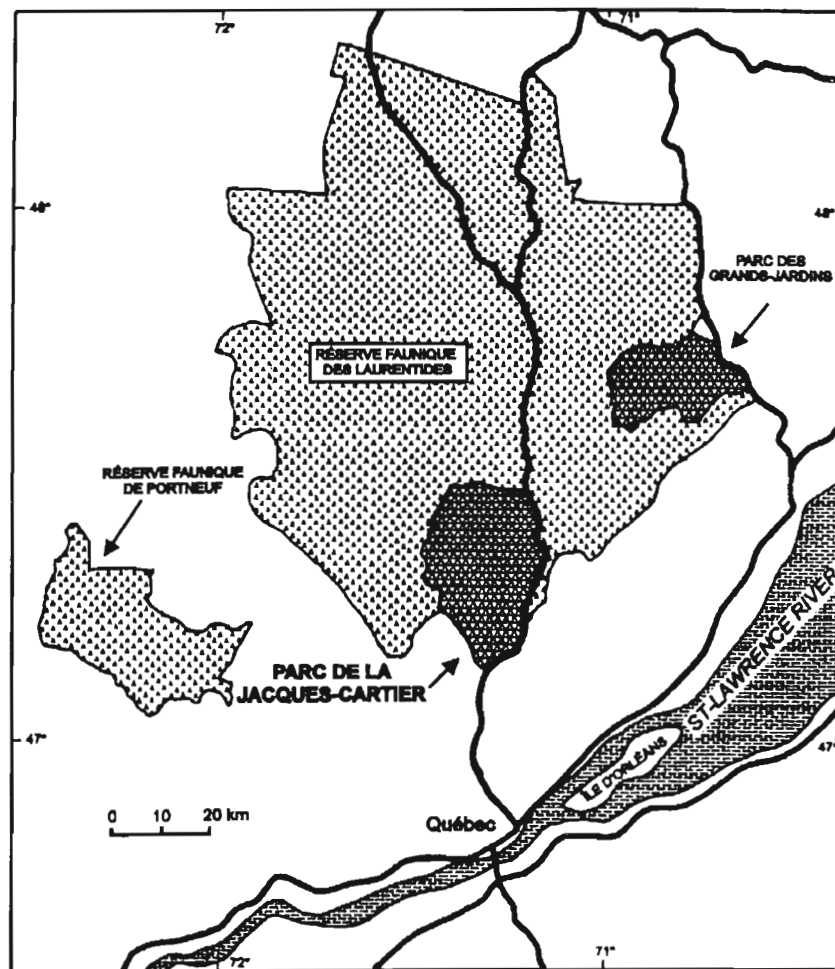 72°
71°
48°
48°
PARC DES
GRANDS-JARDINS
RÉSERVE FAUNIQUE
DES LAURENTIDES
RÉSERVE FAUNIQUE
DE PORTNEUF
PARC DE LA
JACQUES-CARTIER
ST-LAWRENCE RIVER
ÎLE D'ORLÉANS
47°
47°
0 10 20 km
Québec
72°
71°